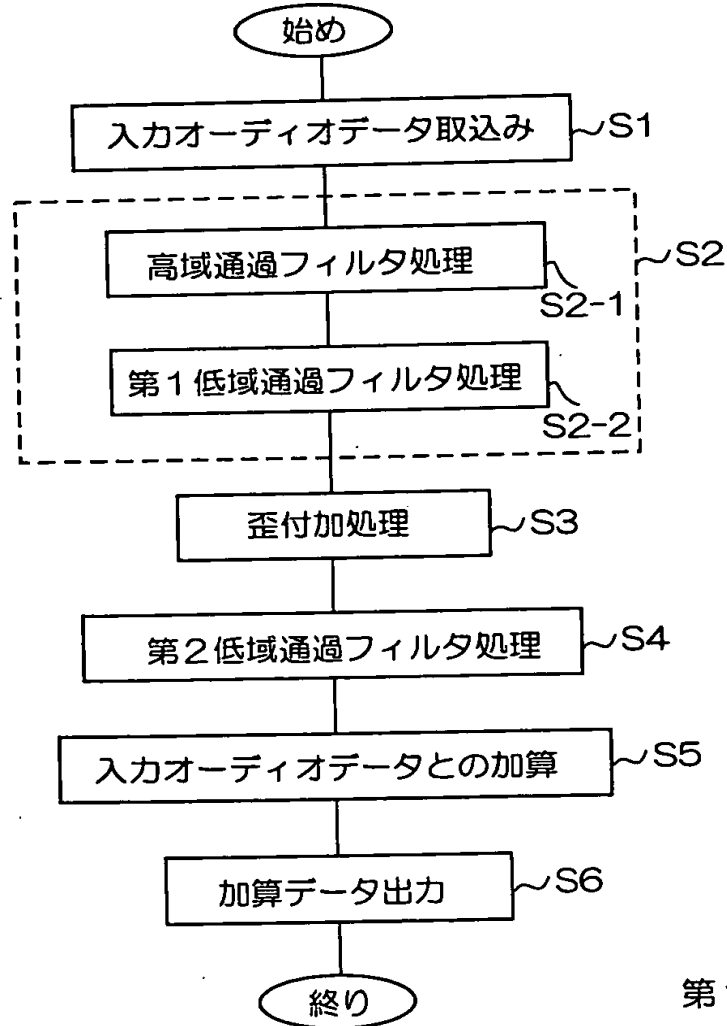 始め
入力オーディオデータ取込み
S1
高域通過フィルタ処理
S2
S2-1
第1低域通過フィルタ処理
S2-2
歪付加処理
S3
第2低域通過フィルタ処理
S4
入力オーディオデータとの加算
S5
加算データ出力
S6
終り
第